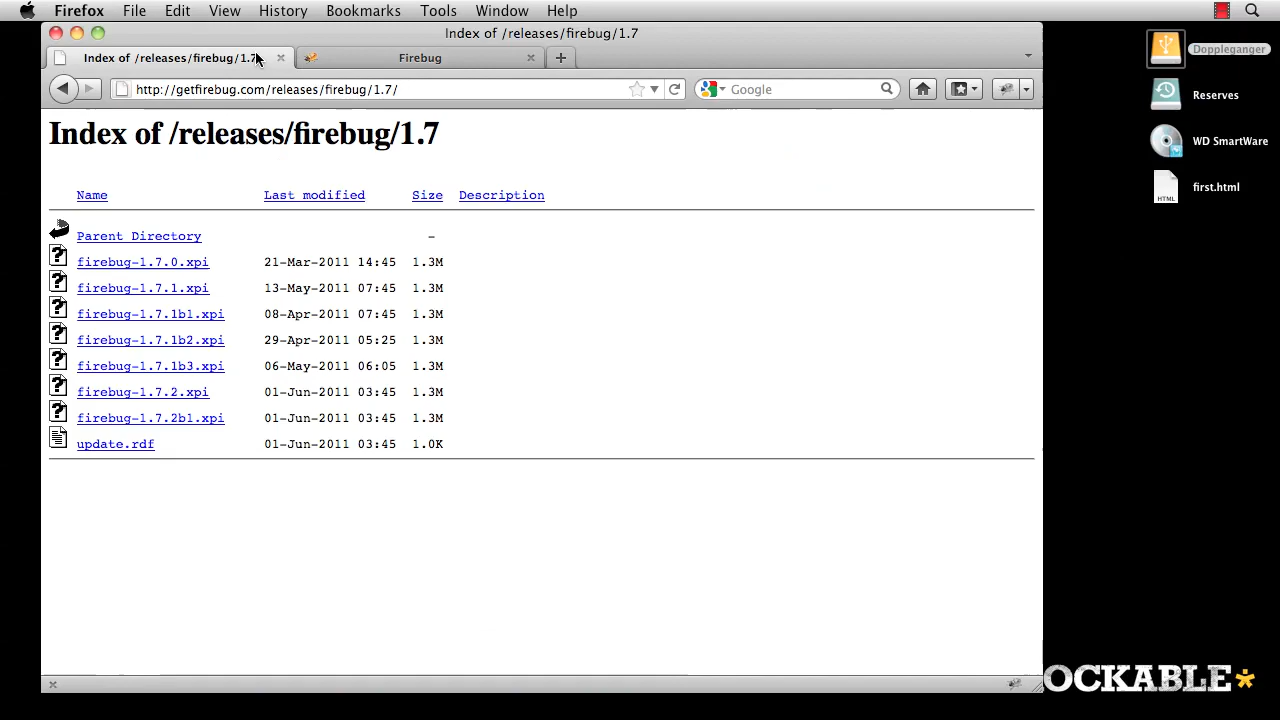 Firefox File Edit View History Bookmarks Tools Window Help
Index of /releases/firebug/1.7
Index of /releases/firebug/1.7 Firebug
http://getfirebug.com/releases/firebug/1.7/ Google
Index of /releases/firebug/1.7
Name Last modified Size Description
Parent Directory -
firebug-1.7.0.xpi 21-Mar-2011 14:45 1.3M
firebug-1.7.1.xpi 13-May-2011 07:45 1.3M
firebug-1.7.1b1.xpi 08-Apr-2011 07:45 1.3M
firebug-1.7.1b2.xpi 29-Apr-2011 05:25 1.3M
firebug-1.7.1b3.xpi 06-May-2011 06:05 1.3M
firebug-1.7.2.xpi 01-Jun-2011 03:45 1.3M
firebug-1.7.2b1.xpi 01-Jun-2011 03:45 1.3M
update.rdf 01-Jun-2011 03:45 1.0K
Doppleganger
Reserves
WD SmartWare
HTML
first.html
OCKABLE*